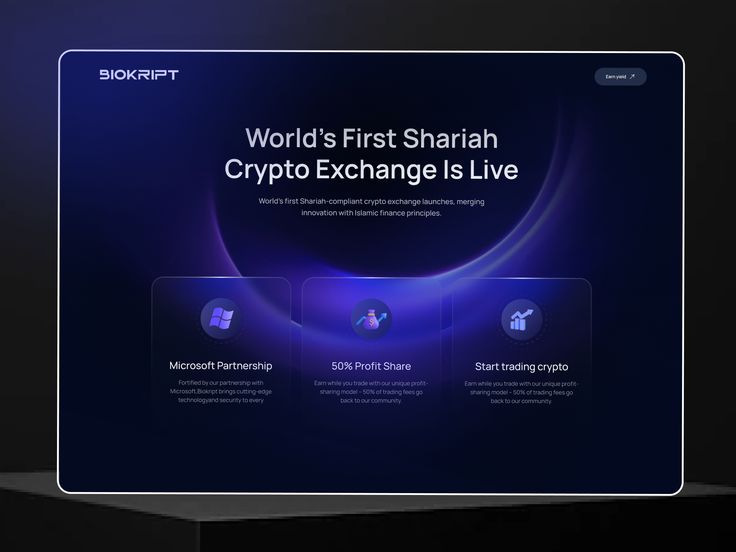 BIOKRIPT
Earn yield
World's First Shariah
Crypto Exchange Is Live
World's first Shariah-compliant crypto exchange launches, merging
innovation with Islamic finance principles.
Microsoft Partnership
Fortified by our partnership with
Microsoft,Biokript brings cutting-edge
technologyand security to every
50% Profit Share
Earn while you trade with our unique profit-
sharing model – 50% of trading fees go
back to our community.
Start trading crypto
Earn while you trade with our unique profit-
sharing model – 50% of trading fees go
back to our community.